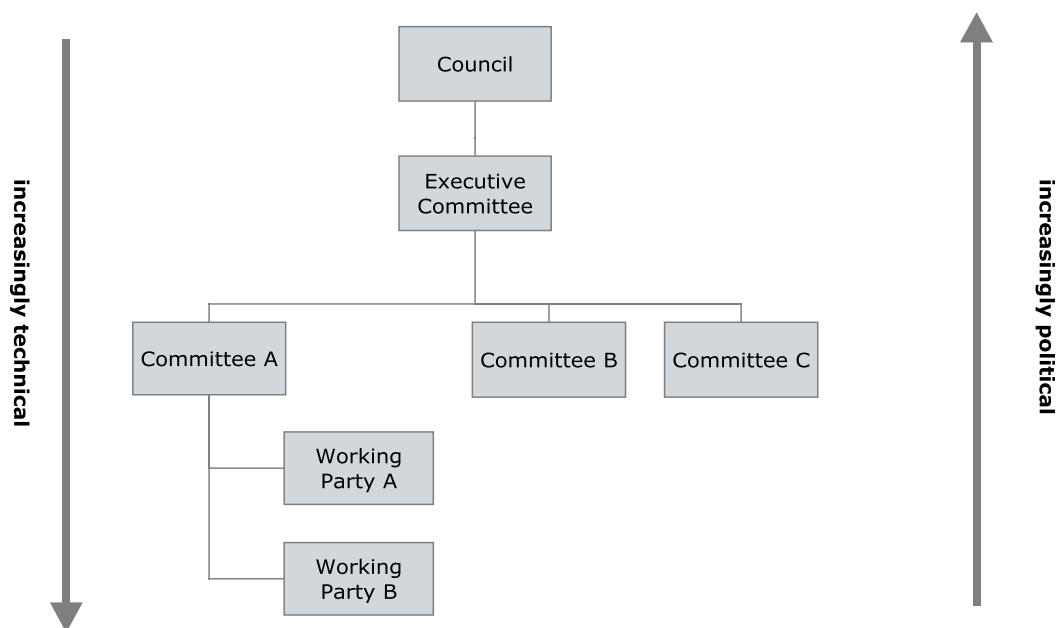 Council
Executive
Committee
increasingly technical
increasingly political
Committee A
Committee B
Committee C
Working
Party A
Working
Party B